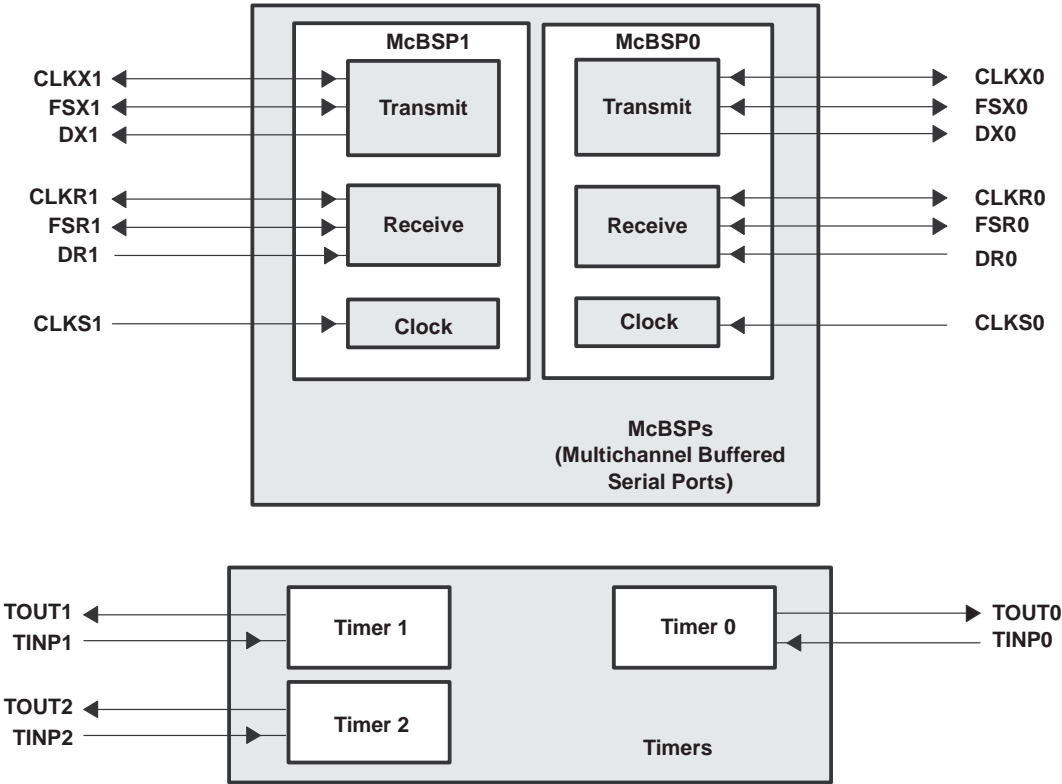 McBSP1
McBSP0
CLKX1
FSX1
DX1
Transmit
Transmit
CLKX0
FSX0
DX0
CLKR1
FSR1
DR1
Receive
Receive
CLKR0
FSR0
DR0
CLKS1
Clock
Clock
CLKS0
McBSPs
(Multichannel Buffered
Serial Ports)
TOUT1
TINP1
Timer 1
Timer 0
TOUT0
TINP0
TOUT2
TINP2
Timer 2
Timers